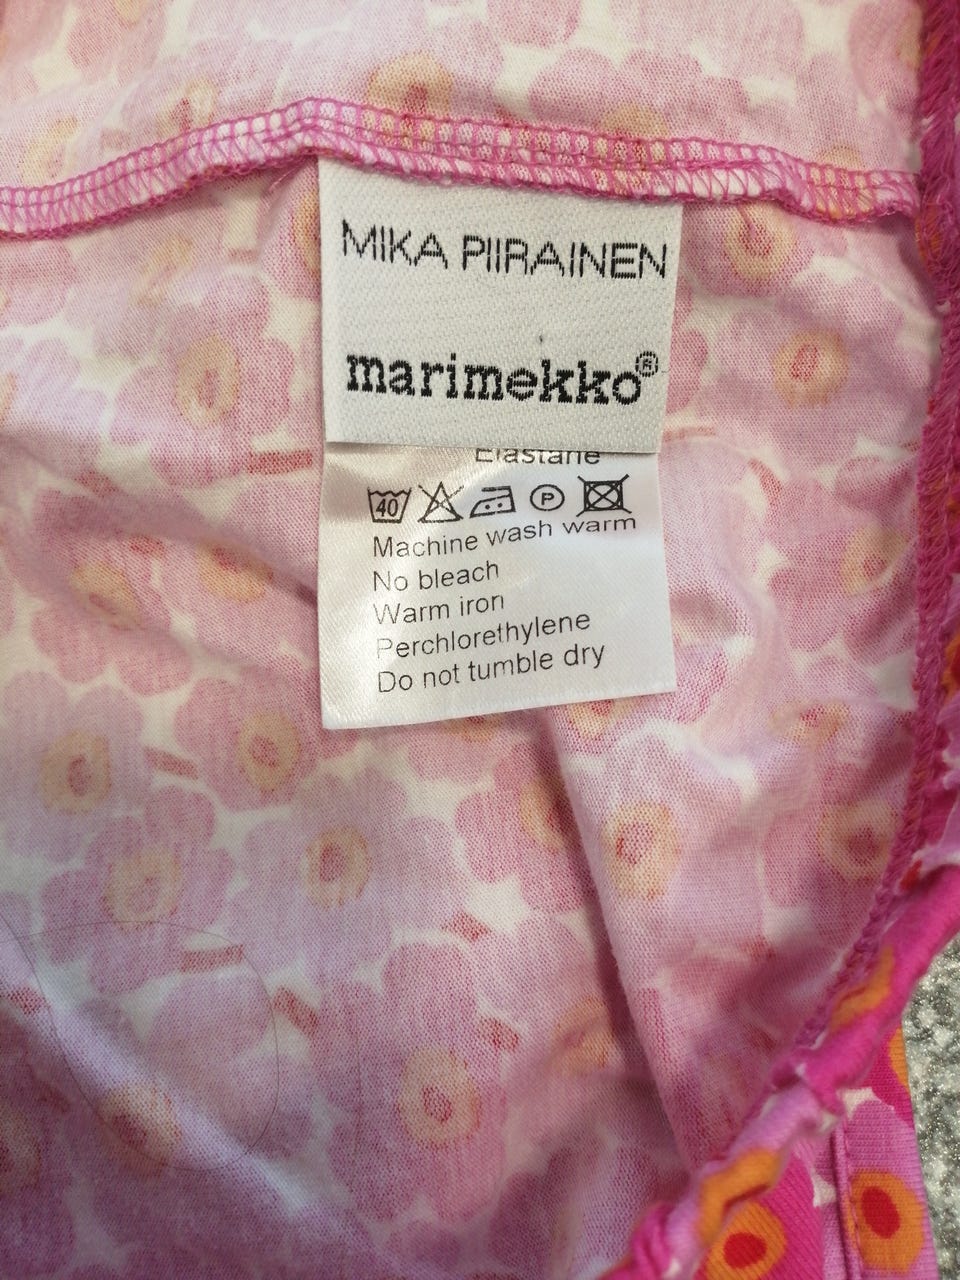 MIKA PIIRAINEN
marimekko®
Elastane
40 P
Machine wash warm
No bleach
Warm iron
Perchlorethylene
Do not tumble dry